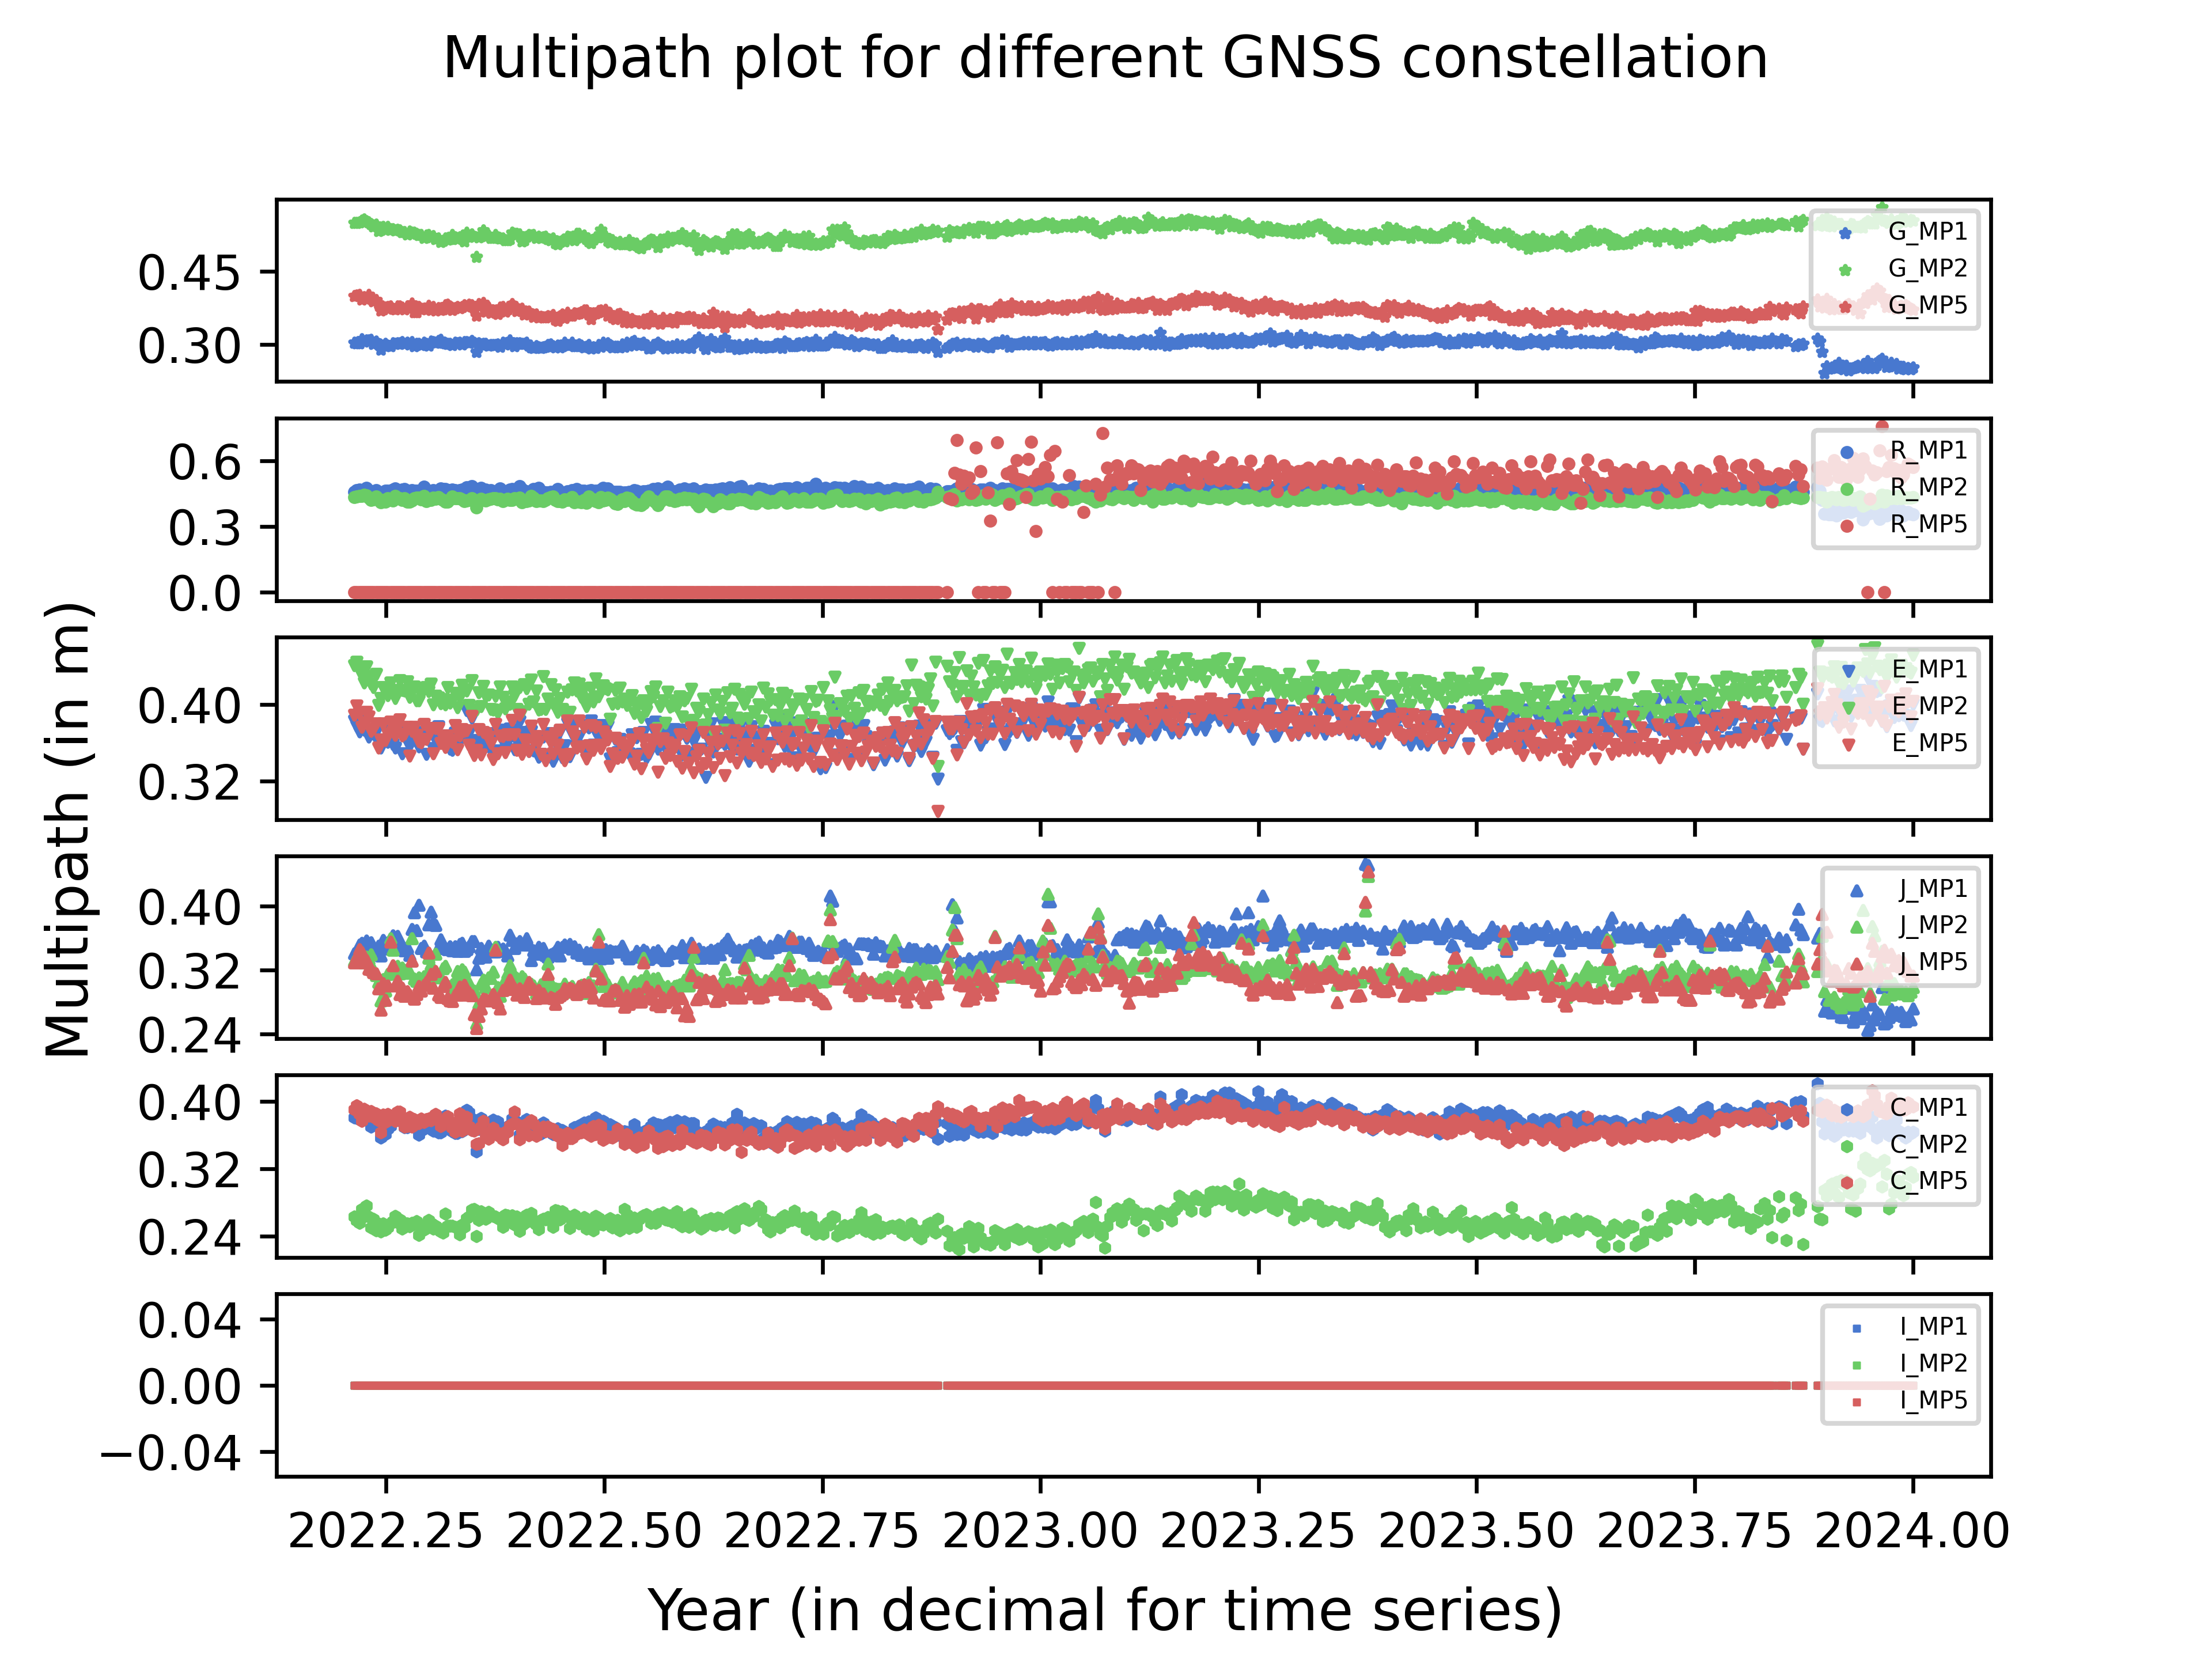 Multipath plot for different GNSS constellation
0.45
0.30
G_MP1
G_MP2
G_MP5
0.6
0.3
0.0
R_MP1
R_MP2
R_MP5
0.40
0.32
E_MP1
E_MP2
E_MP5
0.40
0.32
0.24
J_MP1
J_MP2
J_MP5
0.40
0.32
0.24
C_MP1
C_MP2
C_MP5
0.04
0.00
−0.04
I_MP1
I_MP2
I_MP5
Multipath (in m)
2022.25 2022.50 2022.75 2023.00 2023.25 2023.50 2023.75 2024.00
Year (in decimal for time series)